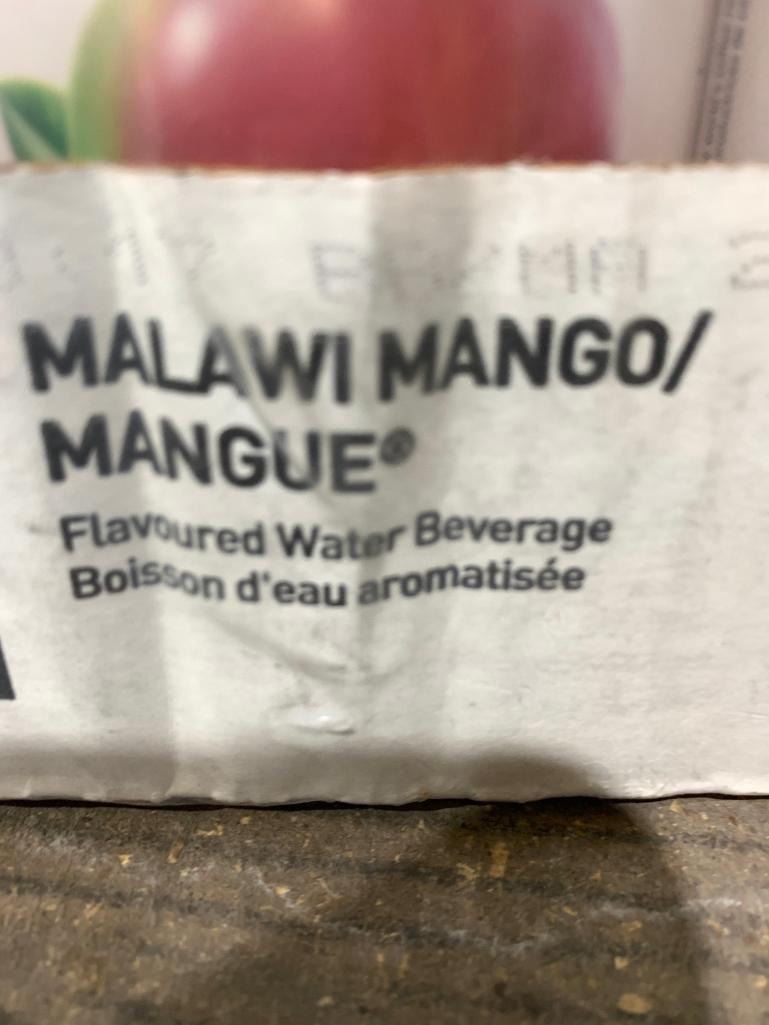 MALAWI MANGO/
MANGUE®
Flavoured Water Beverage
Boisson d'eau aromatisée